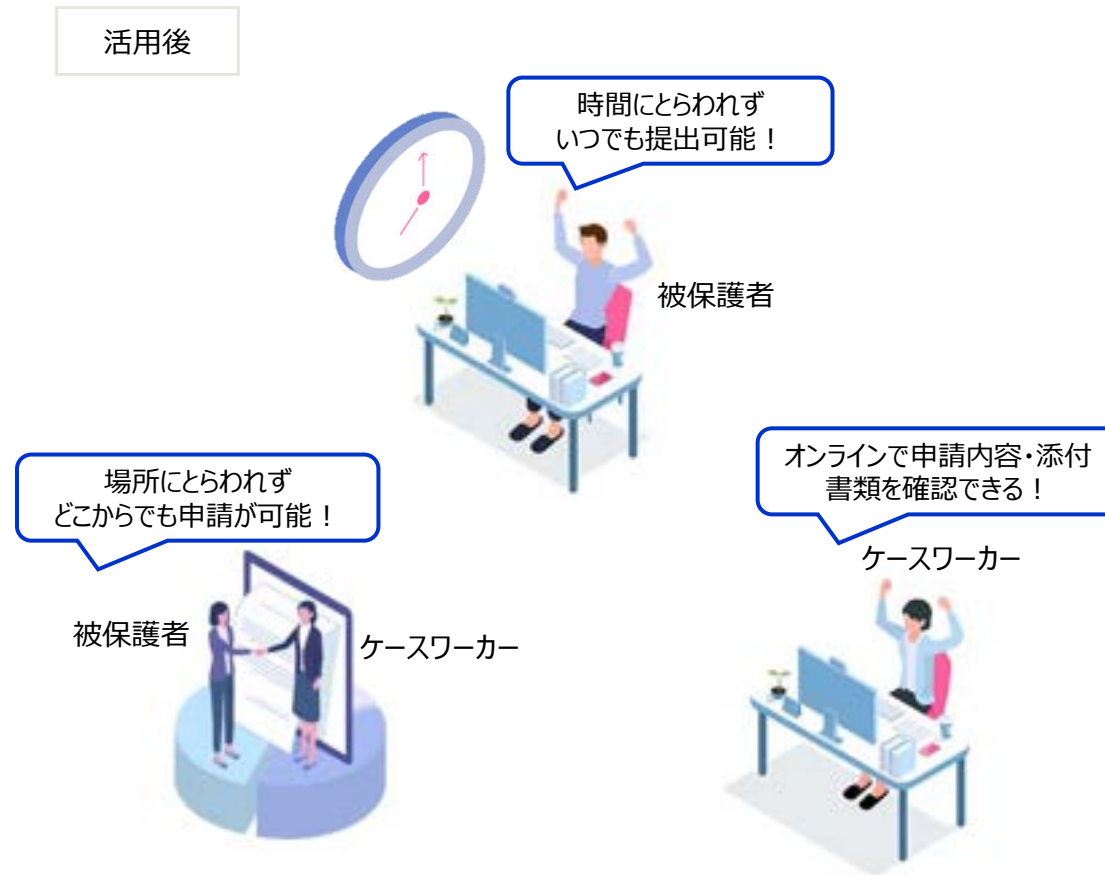 活用後
時間にとらわれず
いつでも提出可能！
被保護者
場所にとらわれず
どこからでも申請が可能！
被保護者
ケースワーカー
オンラインで申請内容・添付
書類を確認できる！
ケースワーカー